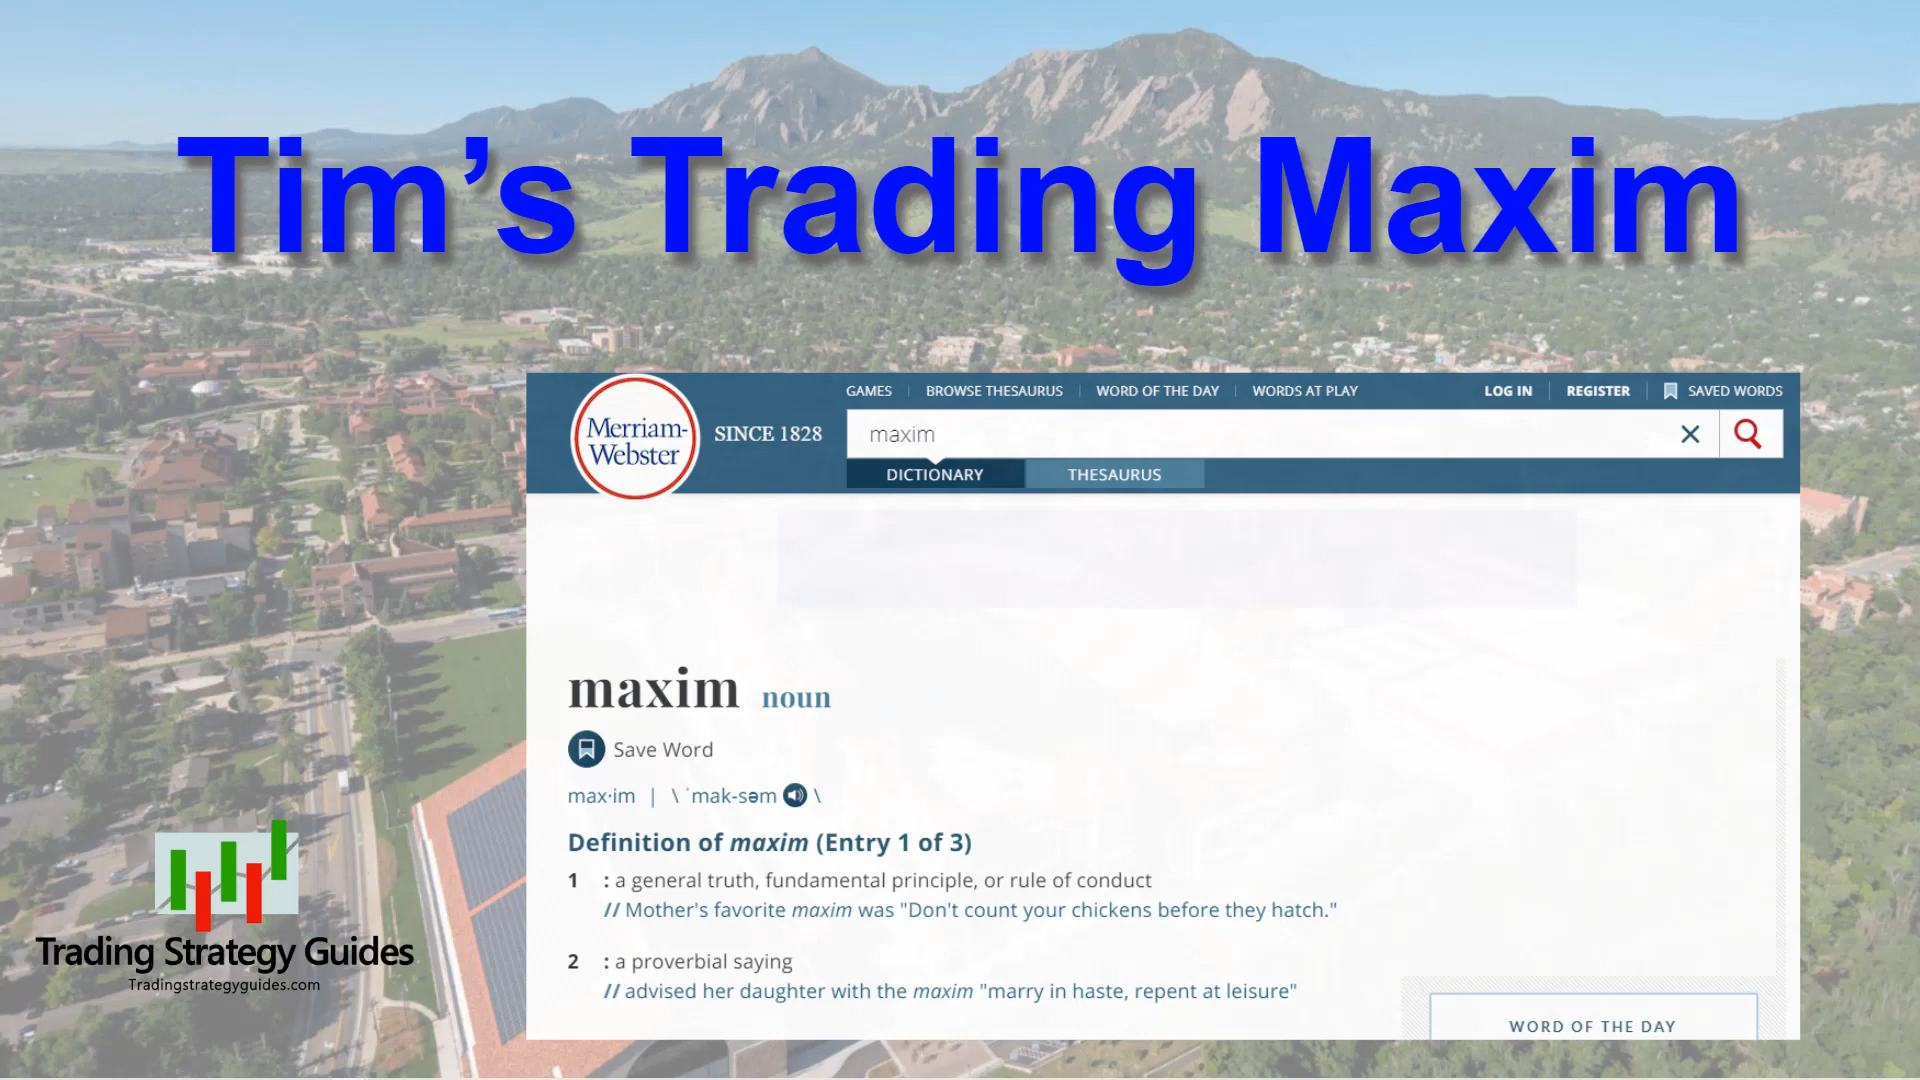 Tim’s Trading Maxim
GAMES BROWSE THESAURUS WORD OF THE DAY WORDS AT PLAY LOG IN REGISTER SAVED WORDS
Merriam-
Webster
SINCE 1828
maxim
DICTIONARY THESAURUS
maxim noun
Save Word
max·im | \ ˈmak-səm \
Definition of maxim (Entry 1 of 3)
1 : a general truth, fundamental principle, or rule of conduct
// Mother's favorite maxim was "Don't count your chickens before they hatch."
2 : a proverbial saying
// advised her daughter with the maxim "marry in haste, repent at leisure"
WORD OF THE DAY
Trading Strategy Guides
Tradingstrategyguides.com